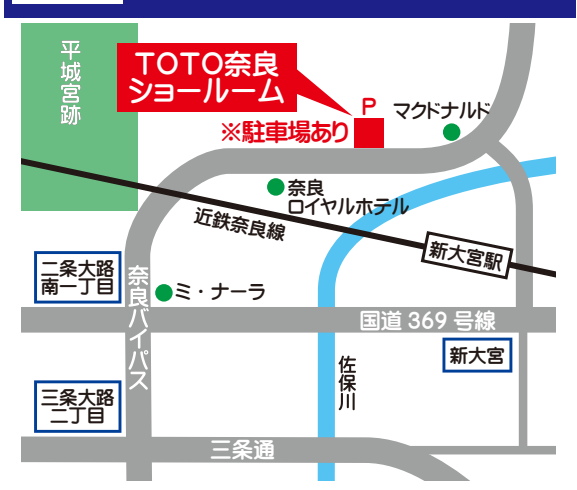 平城宮跡
TOTO奈良
ショールーム
P
※駐車場あり
マクドナルド
奈良
ロイヤルホテル
近鉄奈良線
新大宮駅
二条大路
南一丁目
奈良バイパス
ミ・ナーラ
国道369号線
新大宮
佐保川
三条大路
二丁目
三条通